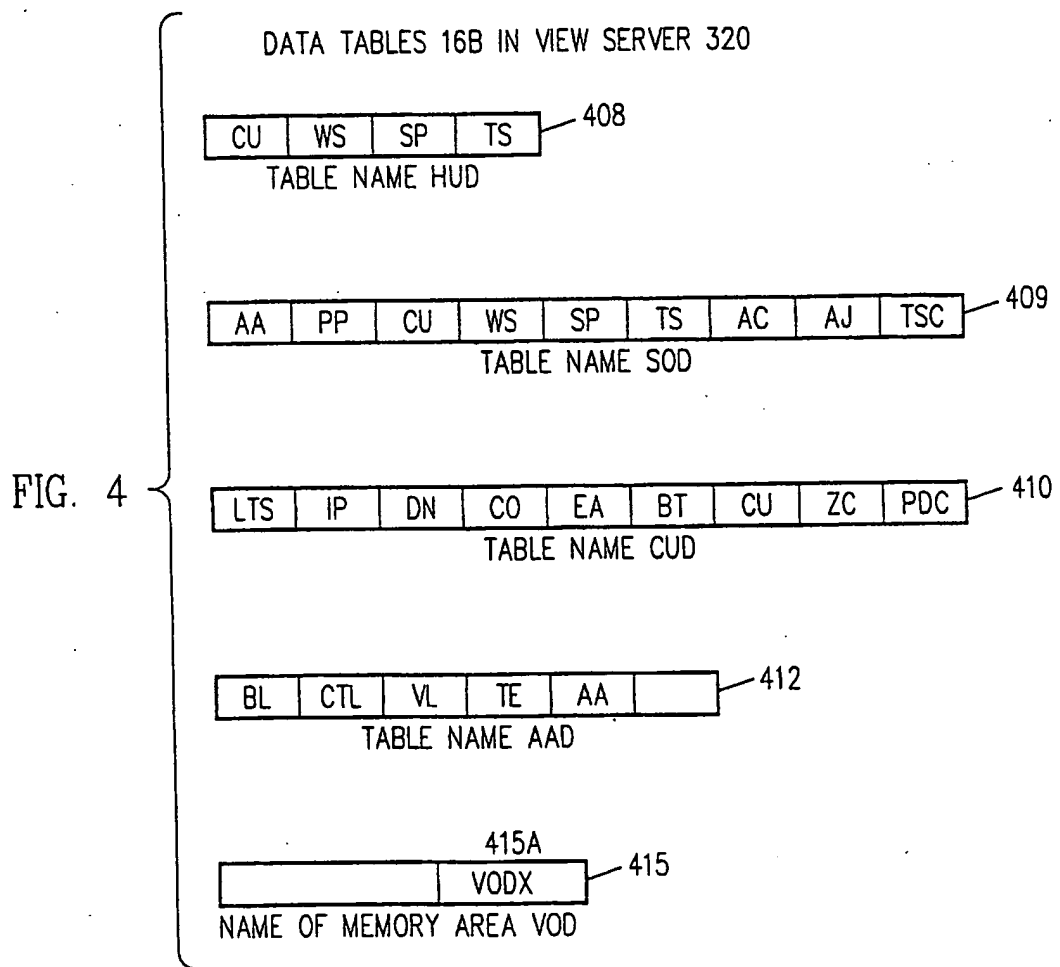 DATA TABLES 16B IN VIEW SERVER 320
CU WS SP TS 408
TABLE NAME HUD
AA PP CU WS SP TS AC AJ TSC 409
TABLE NAME SOD
FIG. 4
LTS IP DN CO EA BT CU ZC PDC 410
TABLE NAME CUD
BL CTL VL TE AA 412
TABLE NAME AAD
415A
VODX 415
NAME OF MEMORY AREA VOD